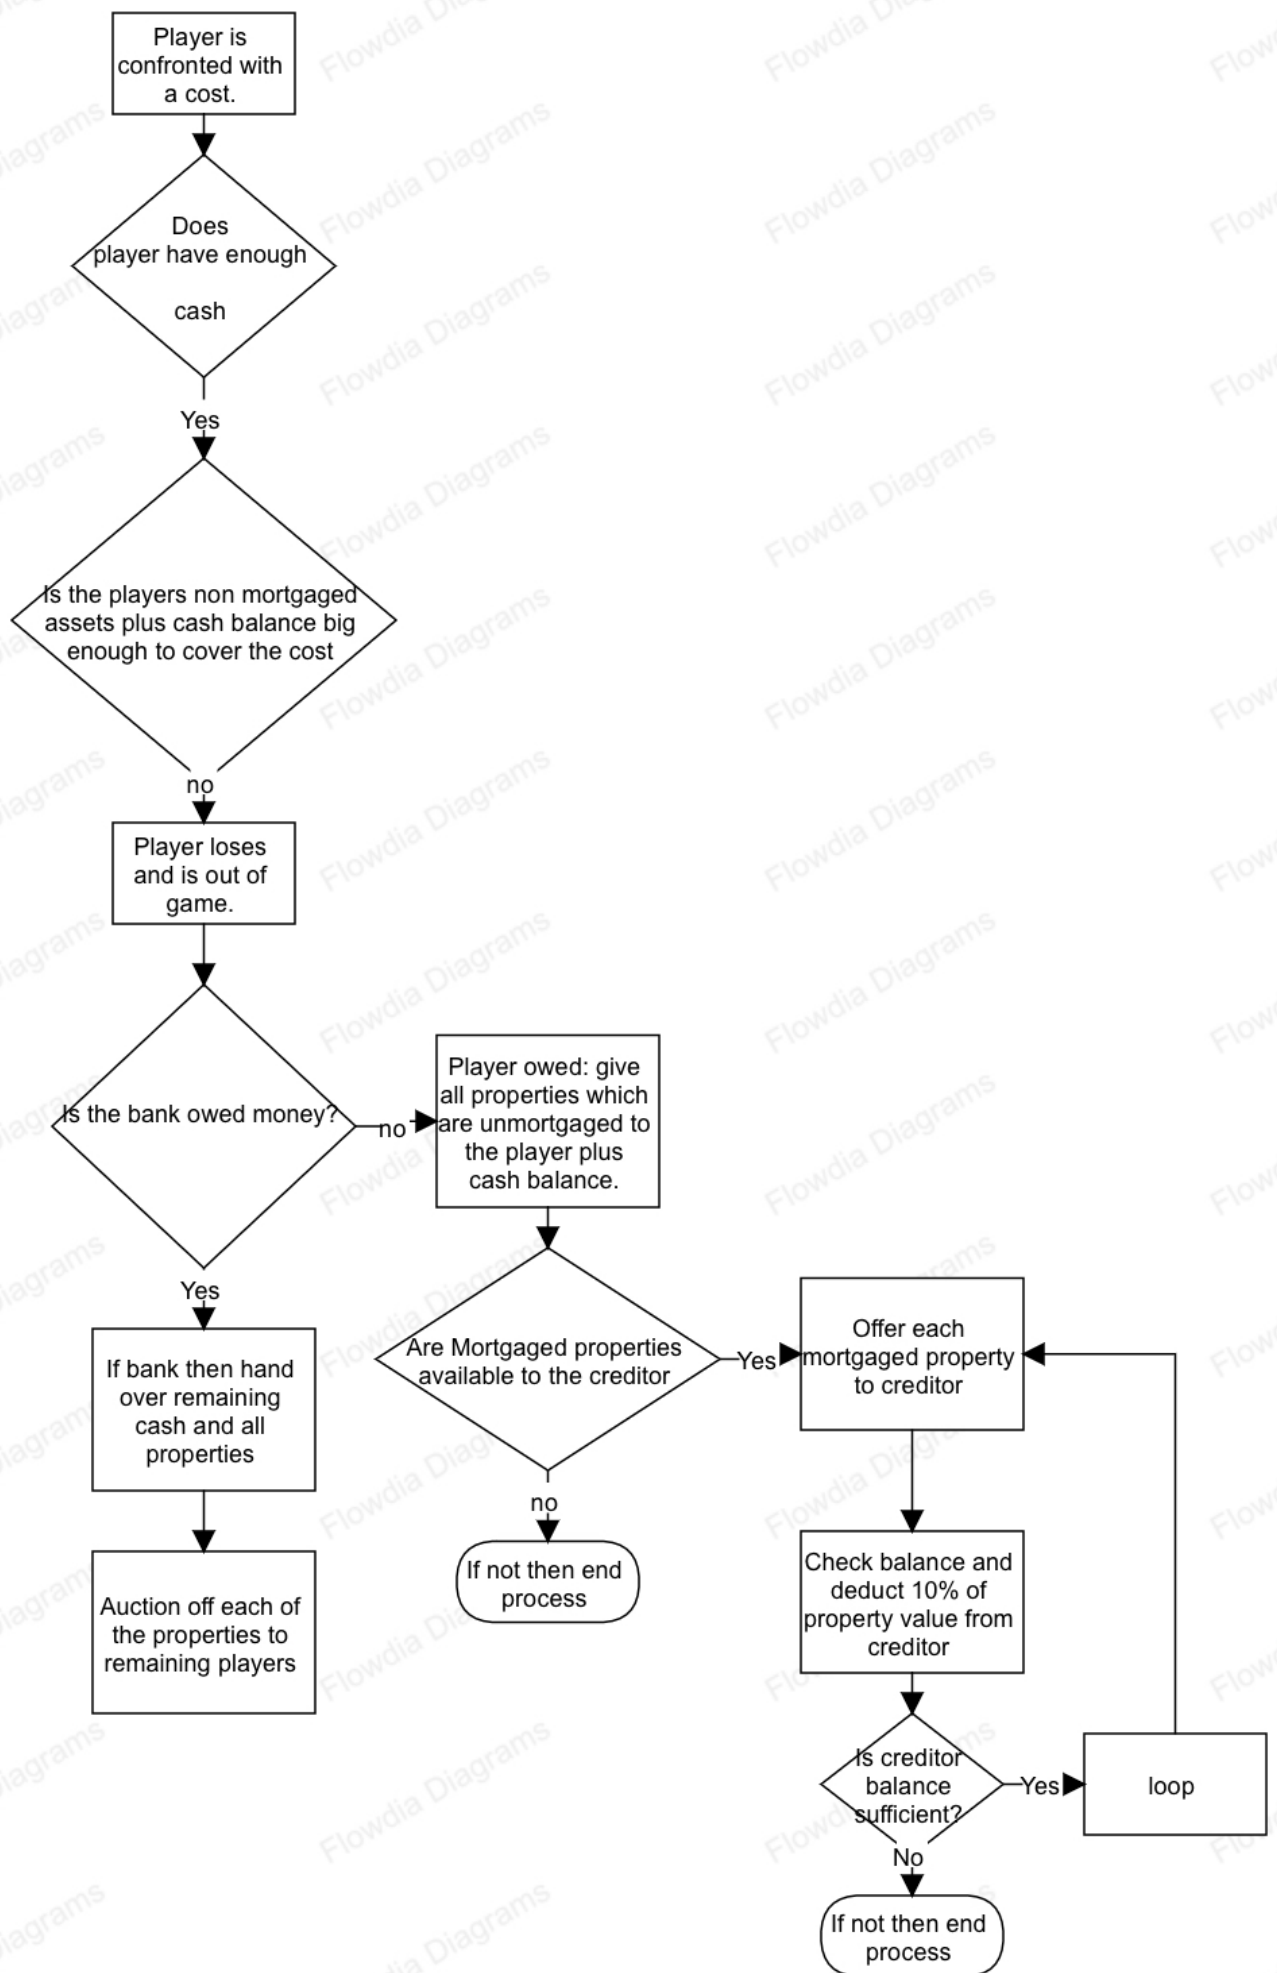 Player is
confronted with
a cost.
Does
player have enough
cash
Yes
Is the players non mortgaged
assets plus cash balance big
enough to cover the cost
no
Player loses
and is out of
game.
Is the bank owed money?
no
Player owed: give
all properties which
are unmortgaged to
the player plus
cash balance.
Yes
If bank then hand
over remaining
cash and all
properties
Auction off each of
the properties to
remaining players
Are Mortgaged properties
available to the creditor
Yes
no
If not then end
process
Offer each
mortgaged property
to creditor
Check balance and
deduct 10% of
property value from
creditor
Is creditor
balance
sufficient?
Yes
loop
No
If not then end
process
Flowdia Diagrams